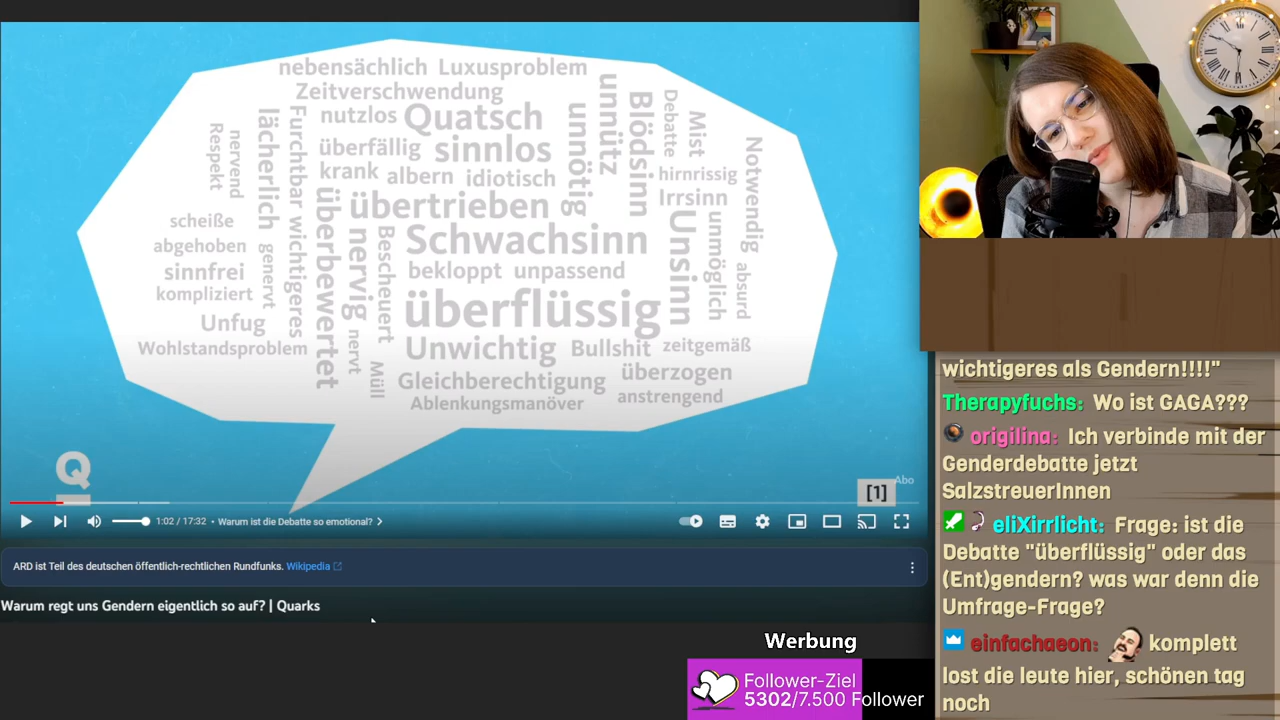 nebensächlich Luxusproblem
Zeitverschwendung
nutzlos Quatsch
überfällig sinnlos
krank albern idiotisch
übertrieben
Schwachsinn
bekloppt unpassend
überflüssig
Unwichtig Bullshit zeitgemäß
Gleichberechtigung überzogen
Ablenkungsmanöver anstrengend
Respekt
nervend
lächerlich
Furchtbar wichtigeres
überbewertet
nervig
nervt
Bescheuert
Müll
genervt
scheiße
abgehoben
sinnfrei
kompliziert
Unfug
Wohlstandsproblem
unnötig
unnütz
Blödsinn
Debatte
Mist
hirnrissig
Irrsinn
Unsinn
unmöglich
Notwendig
absurd
Q
[1]
Abo
1:02 / 17:32 • Warum ist die Debatte so emotional? >
ARD ist Teil des deutschen öffentlich-rechtlichen Rundfunks. Wikipedia
Warum regt uns Gendern eigentlich so auf? | Quarks
Werbung
Follower-Ziel
5302/7.500 Follower
wichtigeres als Gendern!!!!"
Therapyfuchs: Wo ist GAGA???
origilina: Ich verbinde mit der
Genderdebatte jetzt
SalzstreuerInnen
eliXirrlicht: Frage: ist die
Debatte "überflüssig" oder das
(Ent)gendern? was war denn die
Umfrage-Frage?
einfachaeon: komplett
lost die leute hier, schönen tag
noch